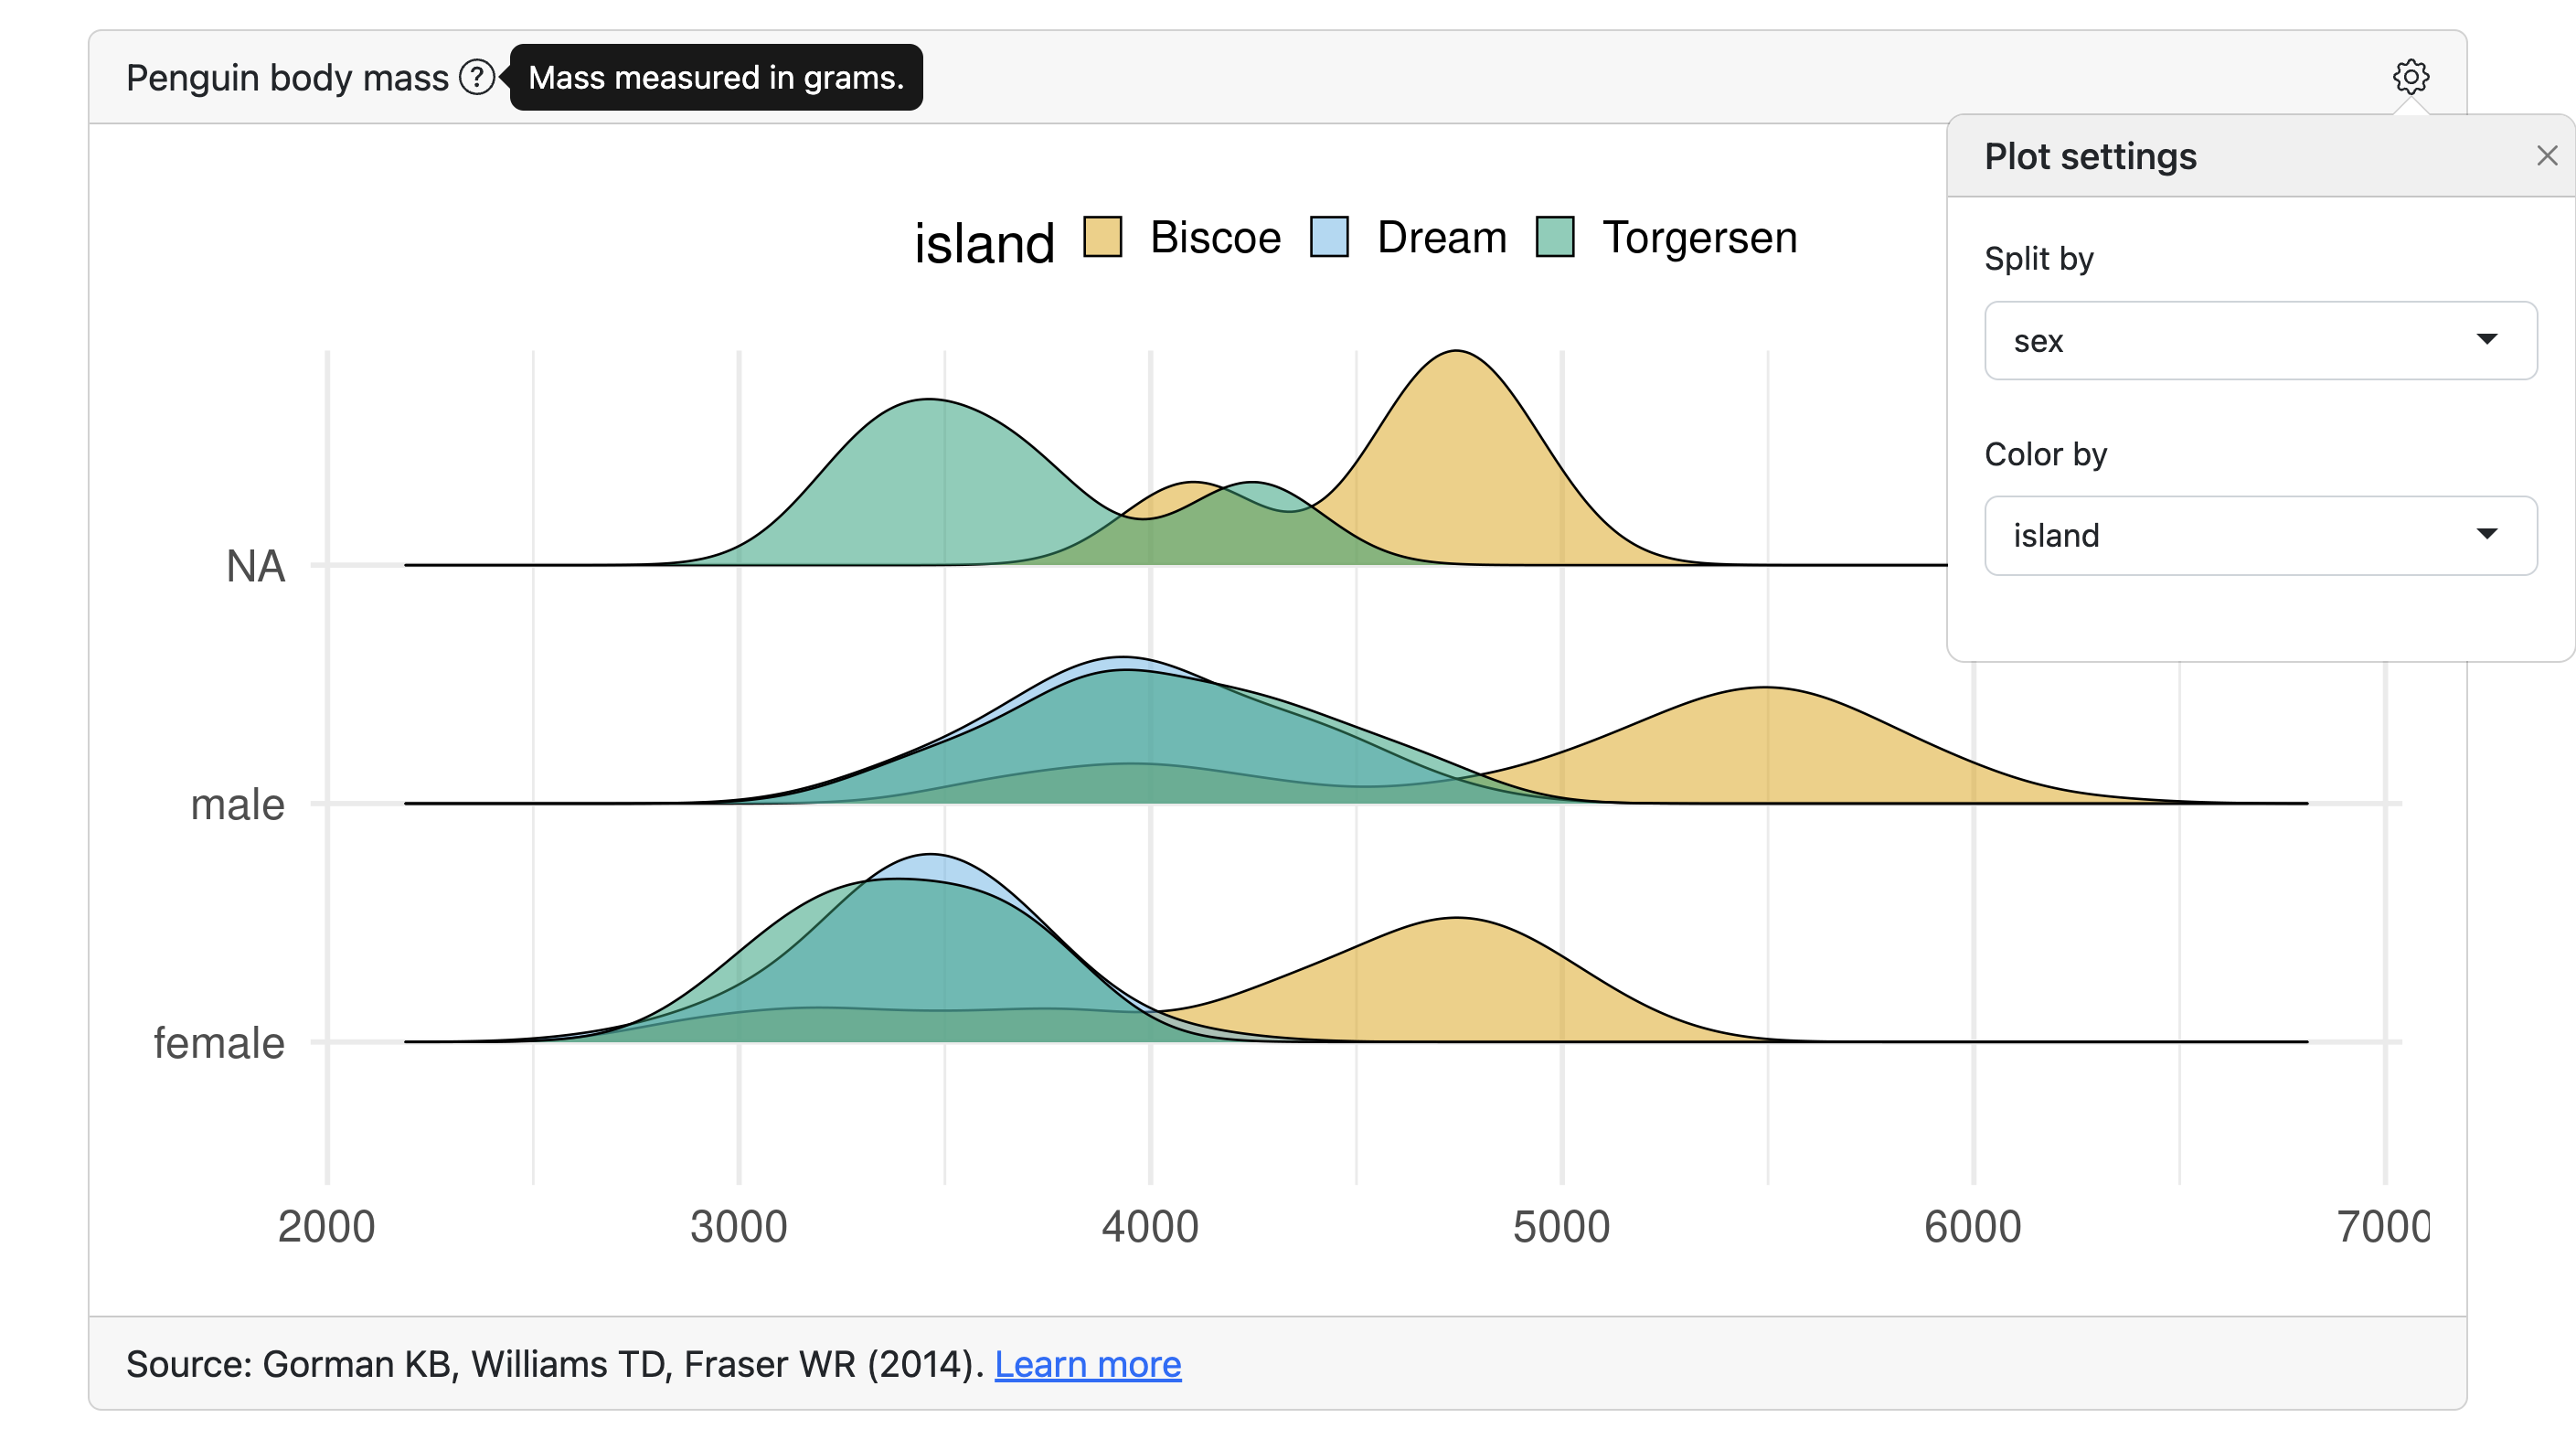 Penguin body mass ? Mass measured in grams.
Plot settings
Split by
sex
Color by
island
island Biscoe Dream Torgersen
NA
male
female
2000 3000 4000 5000 6000 7000
Source: Gorman KB, Williams TD, Fraser WR (2014). Learn more